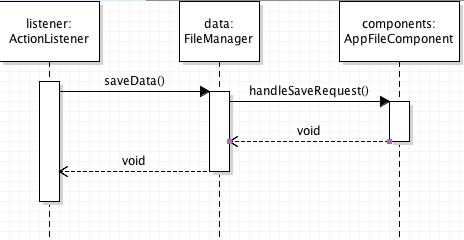 listener:
ActionListener
data:
FileManager
components:
AppFileComponent
saveData()
handleSaveRequest()
void
void